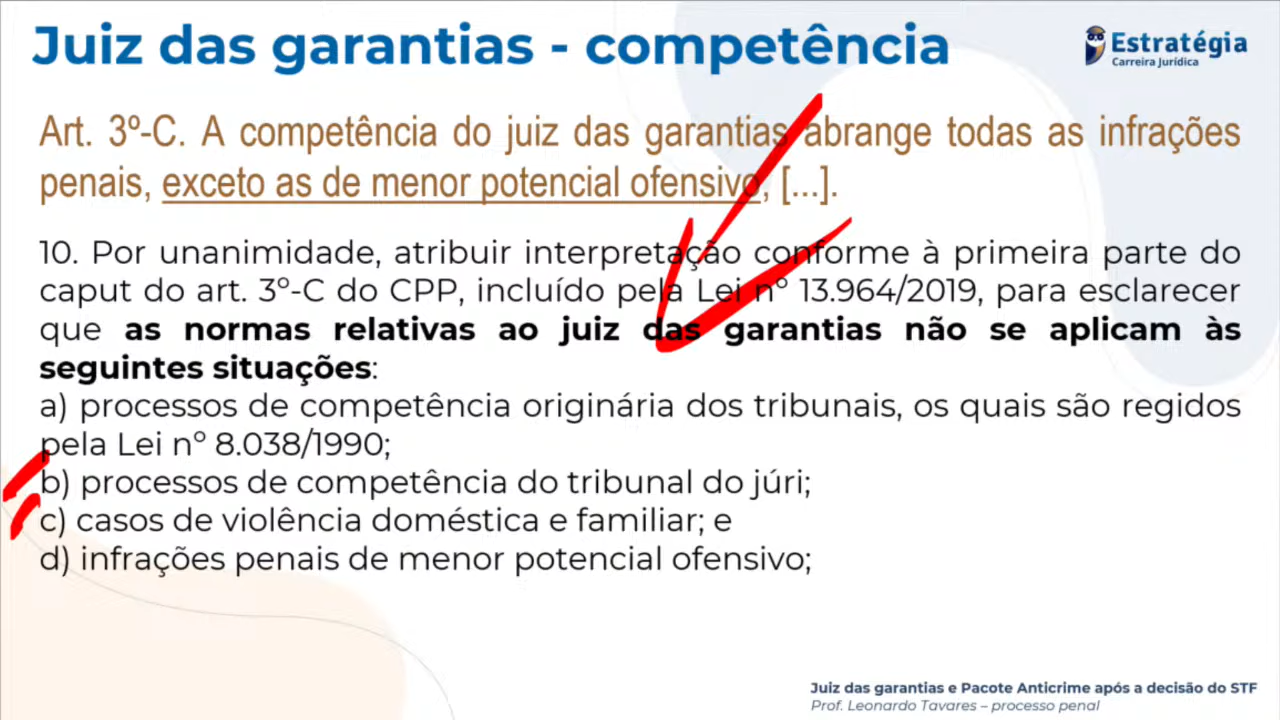 Juiz das garantias - competência
Estratégia
Carreira Jurídica
Art. 3º-C. A competência do juiz das garantias abrange todas as infrações
penais, exceto as de menor potencial ofensivo, [...].
10. Por unanimidade, atribuir interpretação conforme à primeira parte do
caput do art. 3º-C do CPP, incluído pela Lei nº 13.964/2019, para esclarecer
que as normas relativas ao juiz das garantias não se aplicam às
seguintes situações:
a) processos de competência originária dos tribunais, os quais são regidos
pela Lei nº 8.038/1990;
b) processos de competência do tribunal do júri;
c) casos de violência doméstica e familiar; e
d) infrações penais de menor potencial ofensivo;
Juiz das garantias e Pacote Anticrime após a decisão do STF
Prof. Leonardo Tavares – processo penal